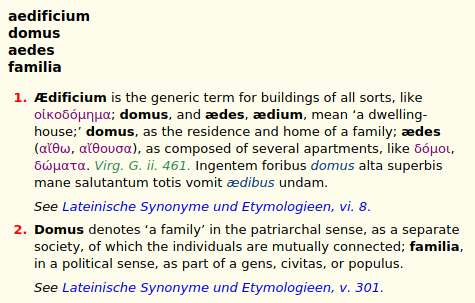 aedificium
domus
aedes
familia
1. Ædificium is the generic term for buildings of all sorts, like
οἰκοδόμημα; domus, and ædes, ædium, mean ‘a dwelling-
house;’ domus, as the residence and home of a family; ædes
(αἴθω, αἴθουσα), as composed of several apartments, like δόμοι,
δώματα. Virg. G. ii. 461. Ingentem foribus domus alta superbis
mane salutantum totis vomit ædibus undam.
See Lateinische Synonyme und Etymologieen, vi. 8.
2. Domus denotes ‘a family’ in the patriarchal sense, as a separate
society, of which the individuals are mutually connected; familia,
in a political sense, as part of a gens, civitas, or populus.
See Lateinische Synonyme und Etymologieen, v. 301.